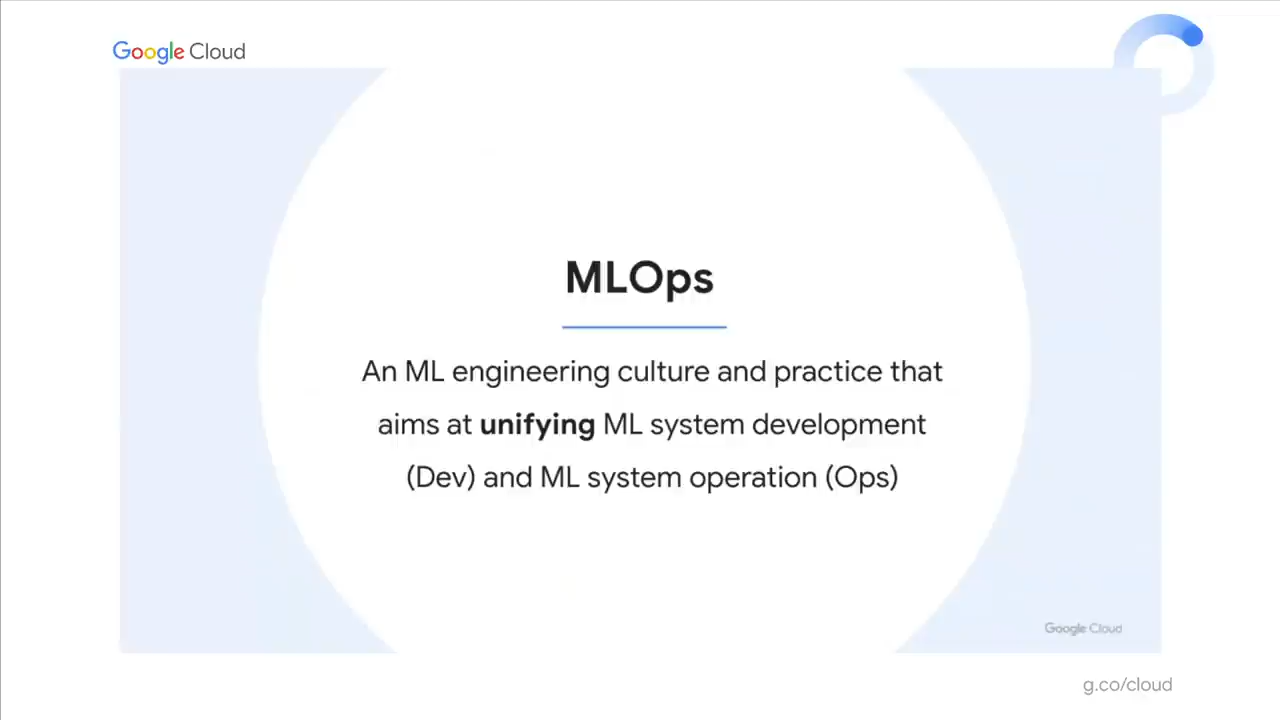 Google Cloud
MLOps
An ML engineering culture and practice that
aims at unifying ML system development
(Dev) and ML system operation (Ops)
Google Cloud
g.co/cloud